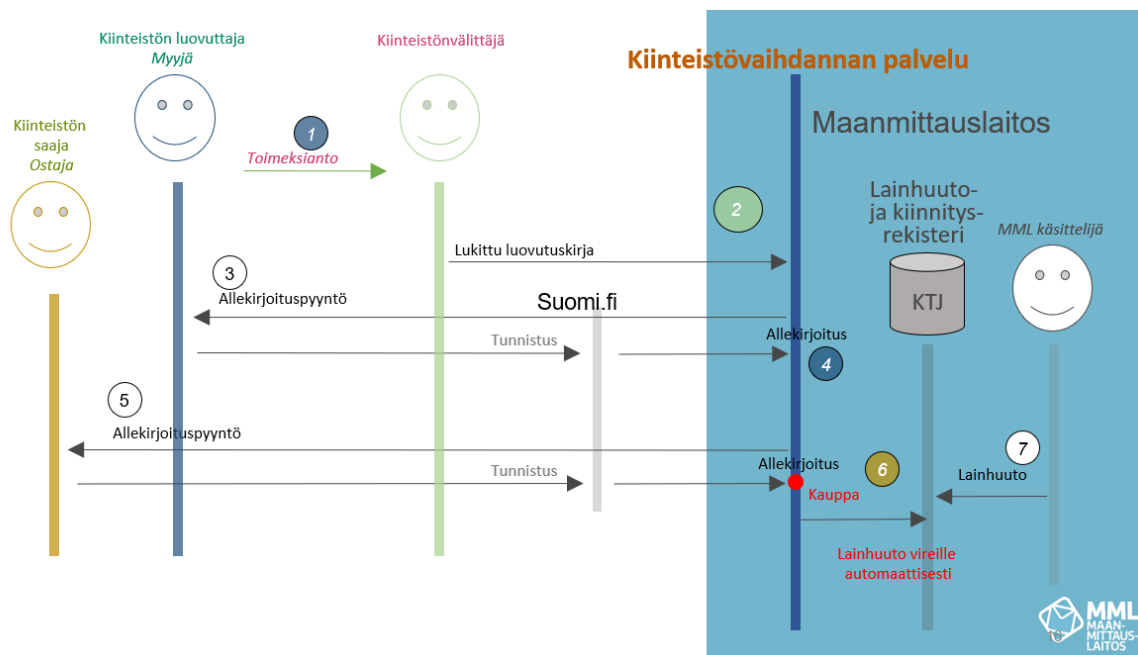 Kiinteistön luovuttaja
Myyjä
Kiinteistönvälittäjä
Kiinteistövaihdannan palvelu
Kiinteistön
saaja
Ostaja
1
Toimeksianto
Maanmittauslaitos
Lainhuuto-
ja kiinnitys-
rekisteri
MML käsittelijä
2
Lukittu luovutuskirja
3
Allekirjoituspyyntö
Suomi.fi
KTJ
Tunnistus
Allekirjoitus
4
5
Allekirjoituspyyntö
Tunnistus
Allekirjoitus
6
7
Lainhuuto
Kauppa
Lainhuuto vireille
automaattisesti
MML
MAAN-
MITTAUS-
LAITOS
16